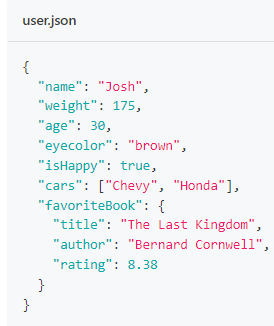 user.json
{
  "name": "Josh",
  "weight": 175,
  "age": 30,
  "eyecolor": "brown",
  "isHappy": true,
  "cars": ["Chevy", "Honda"],
  "favoriteBook": {
    "title": "The Last Kingdom",
    "author": "Bernard Cornwell",
    "rating": 8.38
  }
}